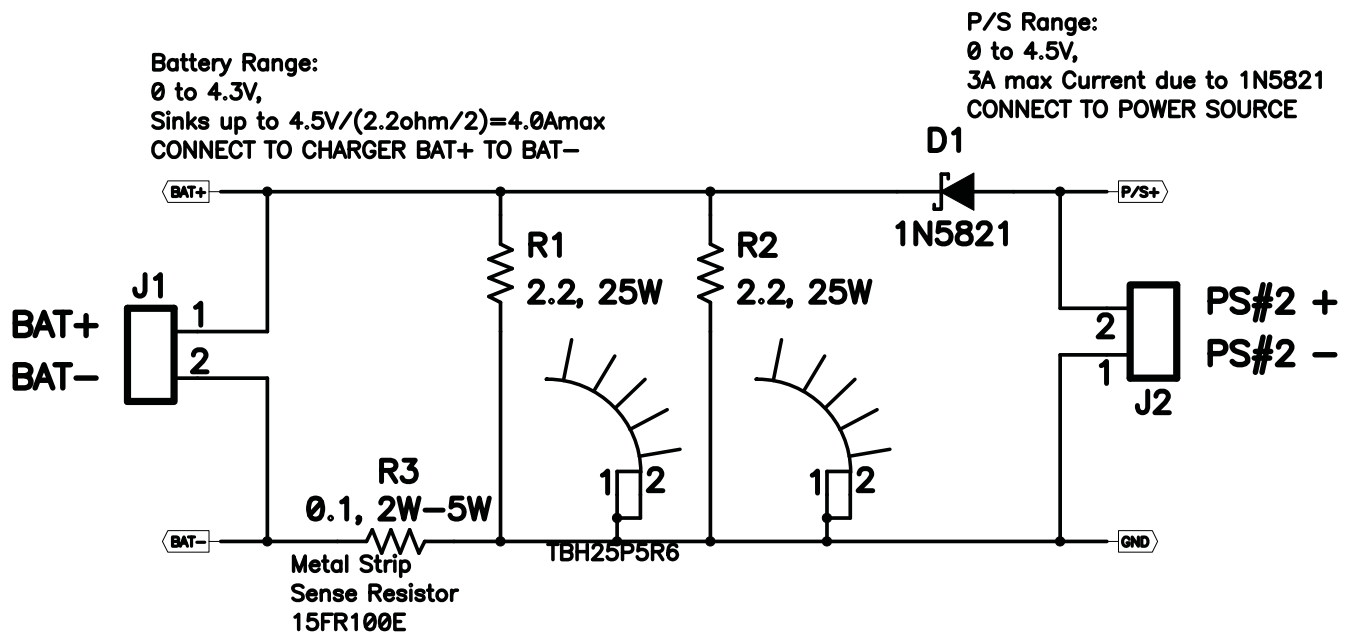 P/S Range:
0 to 4.5V,
3A max Current due to 1N5821
CONNECT TO POWER SOURCE
Battery Range:
0 to 4.3V,
Sinks up to 4.5V/(2.2ohm/2)=4.0Amax
CONNECT TO CHARGER BAT+ TO BAT-
D1
BAT+
P/S+
1N5821
R1
2.2, 25W
R2
2.2, 25W
J1
BAT+
1
BAT-
2
2
PS#2 +
1
PS#2 -
J2
R3
0.1, 2W-5W
1
2
1
2
BAT-
GND
TBH25P5R6
Metal Strip
Sense Resistor
15FR100E